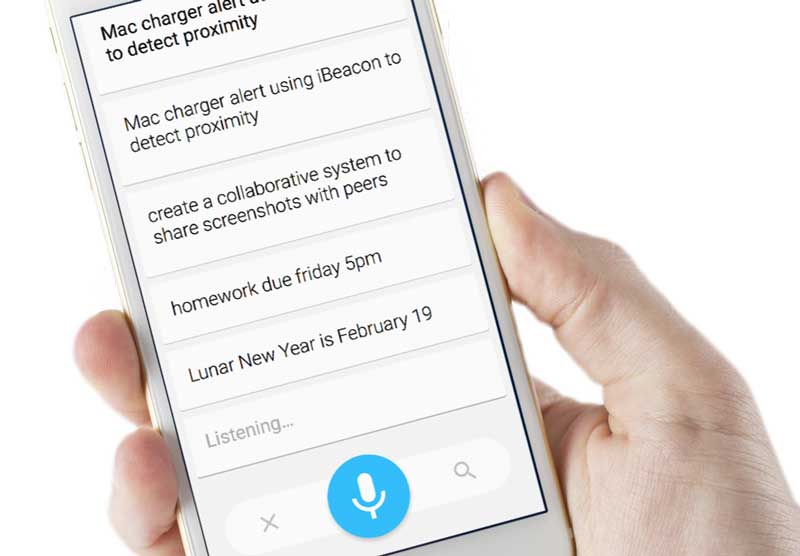 Mac charger alert
to detect proximity
Mac charger alert using iBeacon to
detect proximity
create a collaborative system to
share screenshots with peers
homework due friday 5pm
Lunar New Year is February 19
Listening...